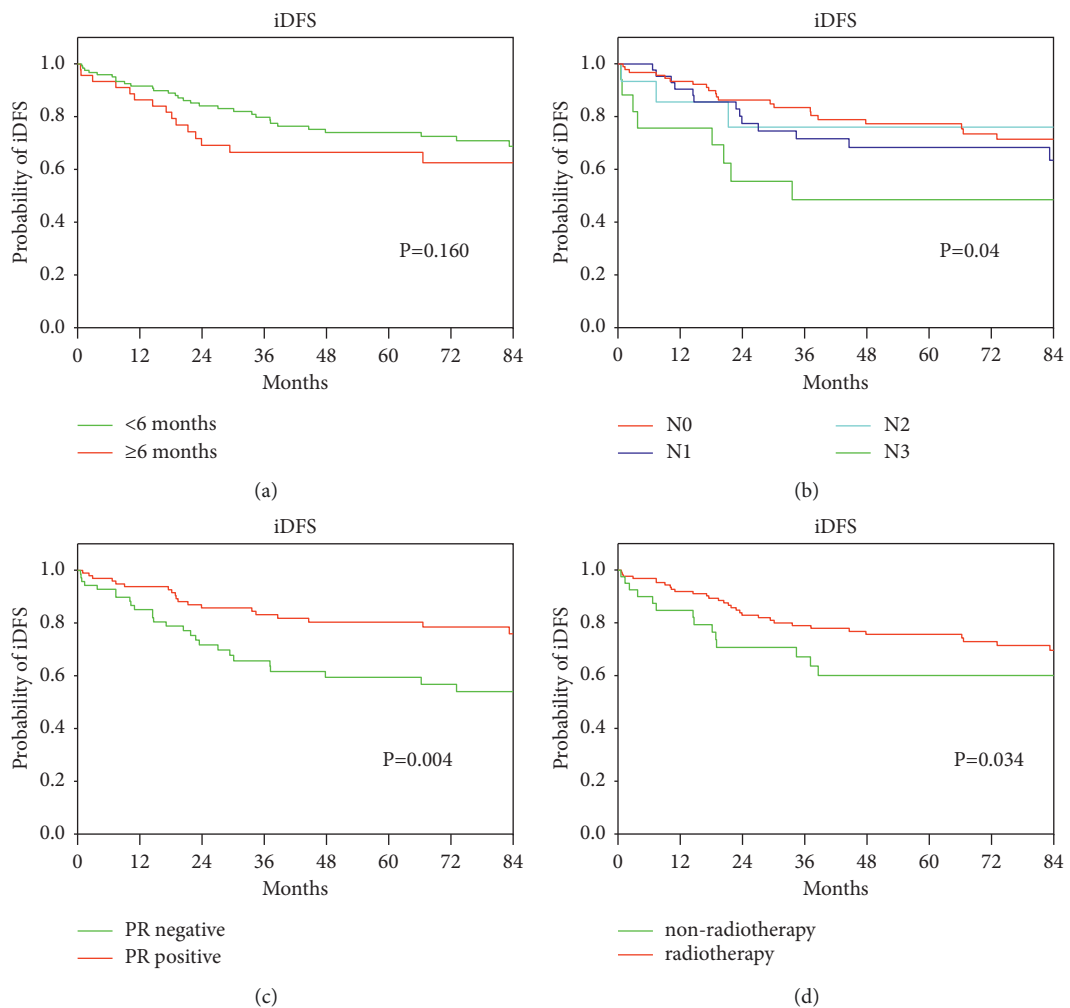 iDFS
Probability of iDFS
1.0
0.8
0.6
0.4
0.2
0.0
P=0.160
0 12 24 36 48 60 72 84
Months
<6 months
≥6 months
(a)
iDFS
Probability of iDFS
1.0
0.8
0.6
0.4
0.2
0.0
P=0.04
0 12 24 36 48 60 72 84
Months
N0 N2
N1 N3
(b)
iDFS
Probability of iDFS
1.0
0.8
0.6
0.4
0.2
0.0
P=0.004
0 12 24 36 48 60 72 84
Months
PR negative
PR positive
(c)
iDFS
Probability of iDFS
1.0
0.8
0.6
0.4
0.2
0.0
P=0.034
0 12 24 36 48 60 72 84
Months
non-radiotherapy
radiotherapy
(d)